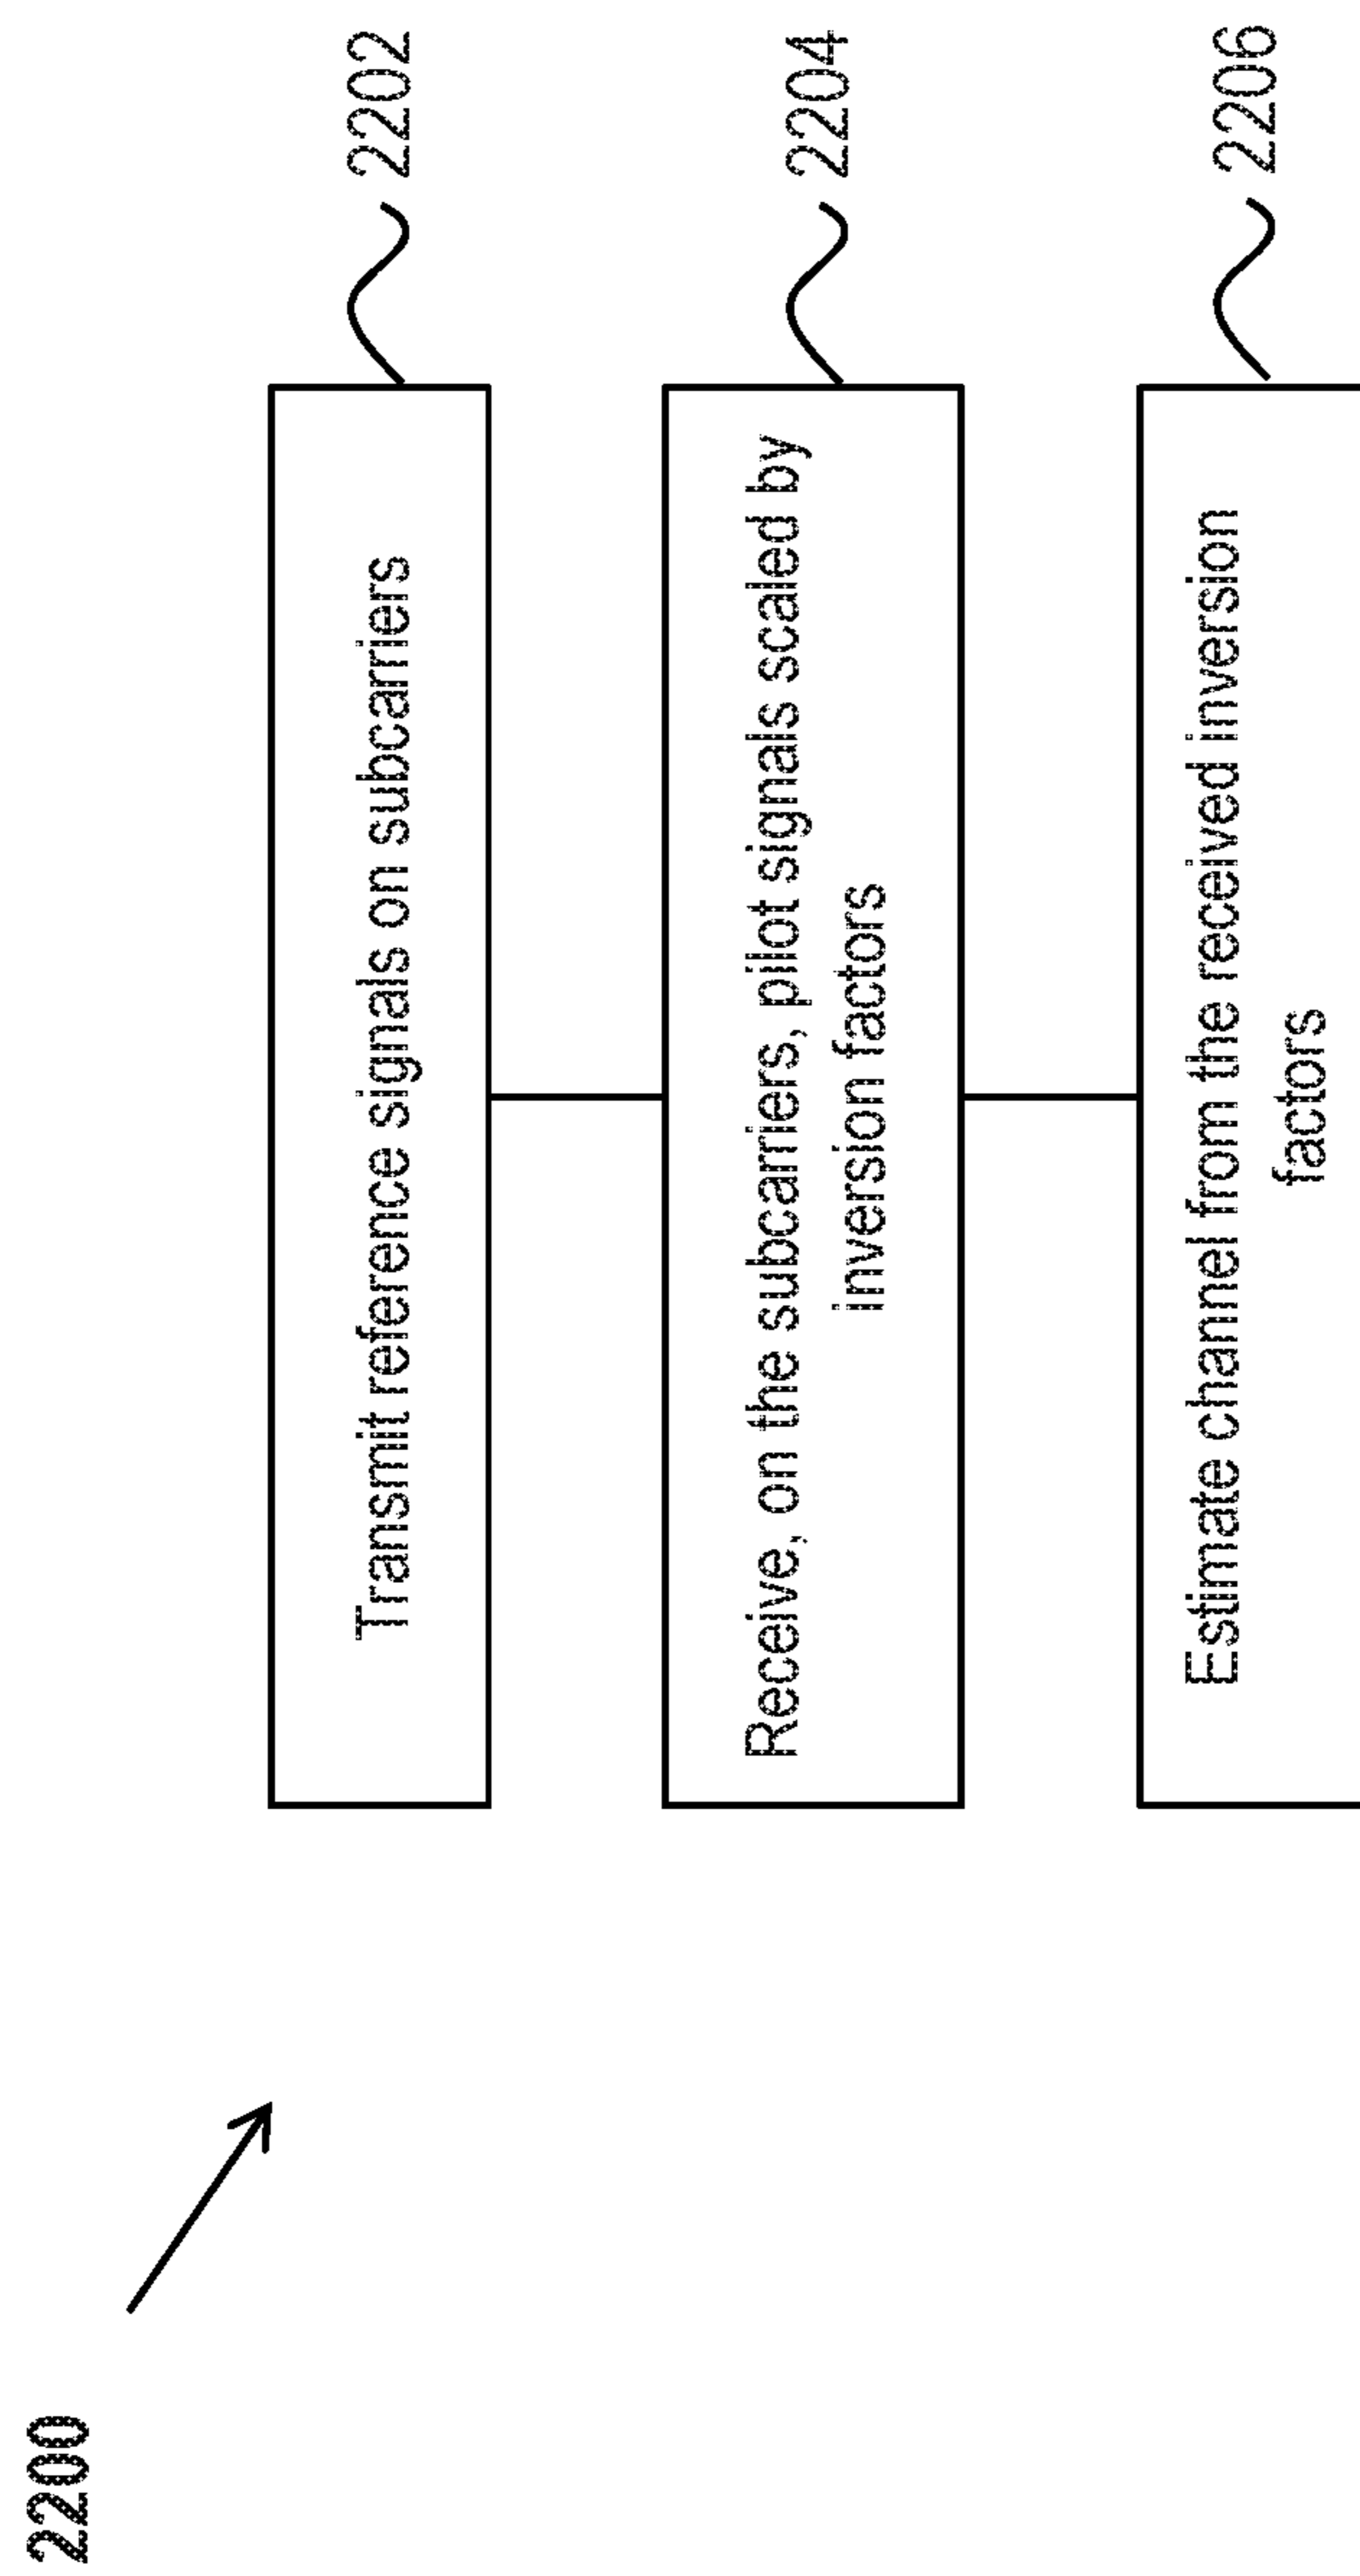 2200
Transmit reference signals on subcarriers
2202
Receive, on the subcarriers, pilot signals scaled by
inversion factors
2204
Estimate channel from the received inversion
factors
2206